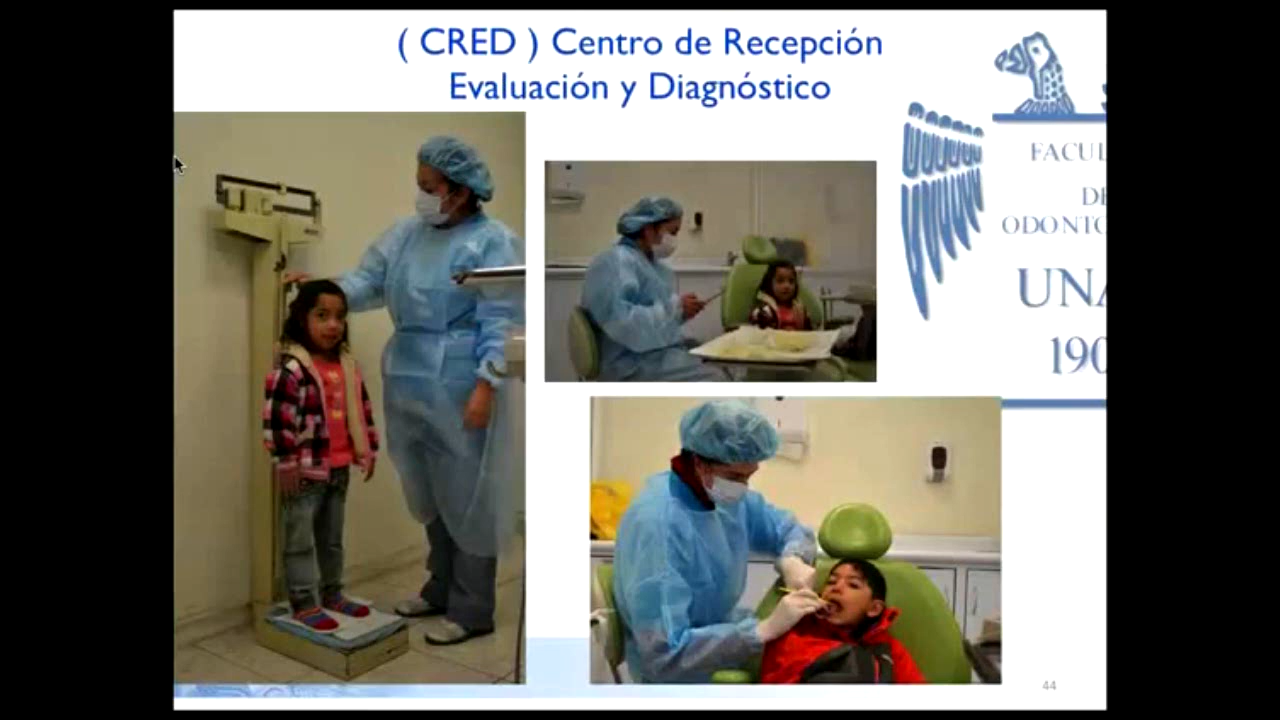 ( CRED ) Centro de Recepción
Evaluación y Diagnóstico
FACUL
DE
ODONTO
UNA
190
44